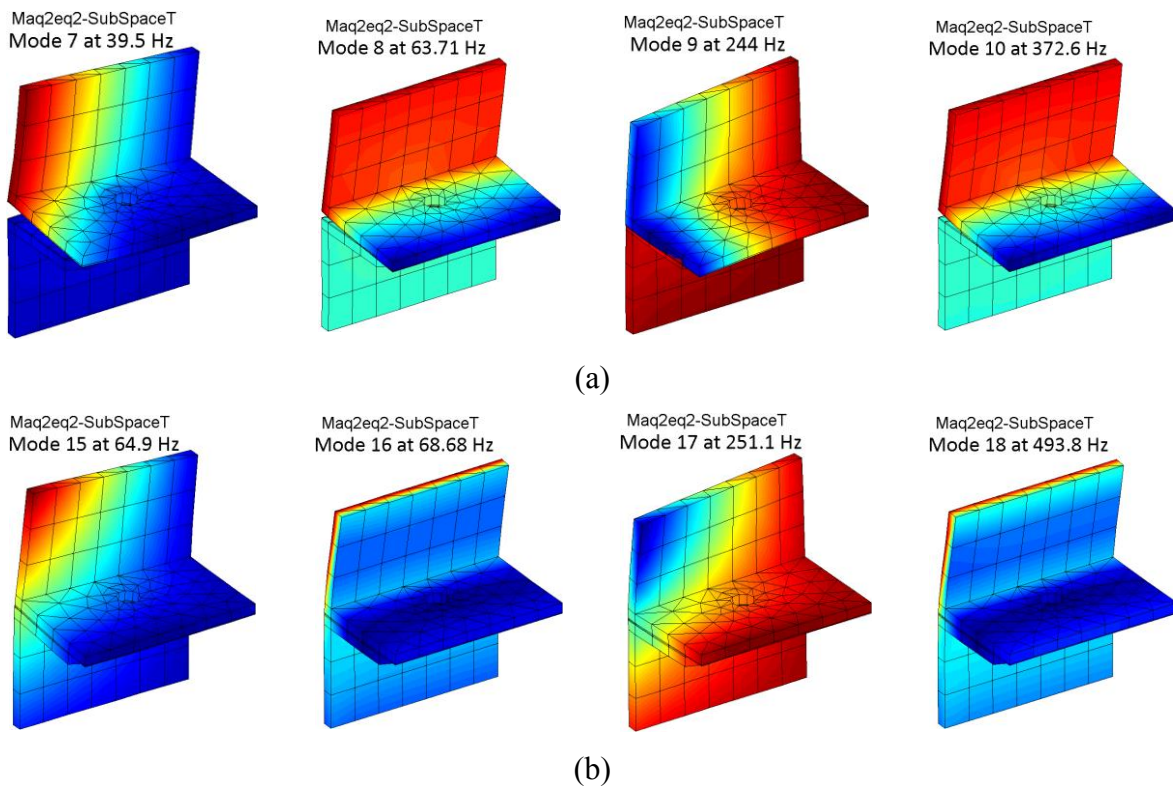 Maq2eq2-SubSpaceT
Mode 7 at 39.5 Hz
Maq2eq2-SubSpaceT
Mode 8 at 63.71 Hz
Maq2eq2-SubSpaceT
Mode 9 at 244 Hz
Maq2eq2-SubSpaceT
Mode 10 at 372.6 Hz
(a)
Maq2eq2-SubSpaceT
Mode 15 at 64.9 Hz
Maq2eq2-SubSpaceT
Mode 16 at 68.68 Hz
Maq2eq2-SubSpaceT
Mode 17 at 251.1 Hz
Maq2eq2-SubSpaceT
Mode 18 at 493.8 Hz
(b)